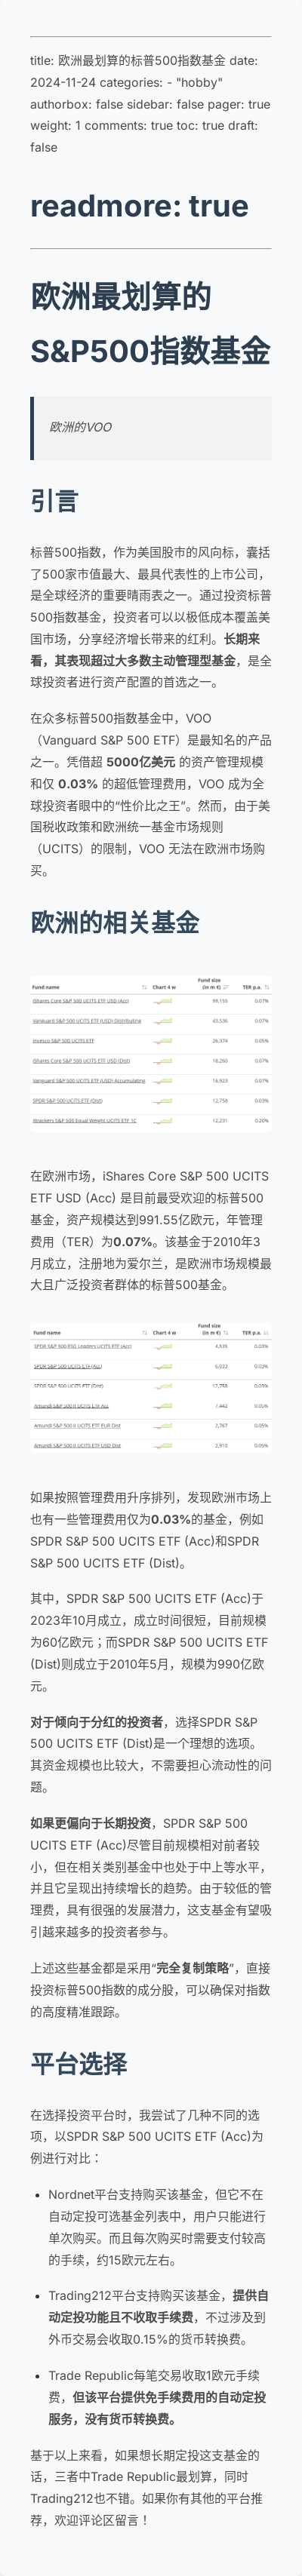 title: 欧洲最划算的标普500指数基金 date:
2024-11-24 categories: - "hobby"
authorbox: false sidebar: false pager: true
weight: 1 comments: true toc: true draft:
false
readmore: true
欧洲最划算的
S&P500指数基金
欧洲的VOO
引言
标普500指数，作为美国股市的风向标，囊括
了500家市值最大、最具代表性的上市公司，
是全球经济的重要晴雨表之一。通过投资标普
500指数基金，投资者可以以极低成本覆盖美
国市场，分享经济增长带来的红利。长期来
看，其表现超过大多数主动管理型基金，是全
球投资者进行资产配置的首选之一。
在众多标普500指数基金中，VOO
（Vanguard S&P 500 ETF）是最知名的产品
之一。凭借超 5000亿美元 的资产管理规模
和仅 0.03% 的超低管理费用，VOO 成为全
球投资者眼中的“性价比之王”。然而，由于美
国税收政策和欧洲统一基金市场规则
（UCITS）的限制，VOO 无法在欧洲市场购
买。
欧洲的相关基金
Fund name Chart 4 w Fund size (in m €) TER p.a.
iShares Core S&P 500 UCITS ETF USD (Acc) 99,155 0.07%
Vanguard S&P 500 UCITS ETF (USD) Distributing 43,536 0.07%
Invesco S&P 500 UCITS ETF 26,374 0.05%
iShares Core S&P 500 UCITS ETF USD (Dist) 18,260 0.07%
Vanguard S&P 500 UCITS ETF (USD) Accumulating 16,923 0.07%
SPDR S&P 500 UCITS ETF (Dist) 12,758 0.03%
Xtrackers S&P 500 Equal Weight UCITS ETF 1C 12,231 0.20%
在欧洲市场，iShares Core S&P 500 UCITS
ETF USD (Acc) 是目前最受欢迎的标普500
基金，资产规模达到991.55亿欧元，年管理
费用（TER）为0.07%。该基金于2010年3
月成立，注册地为爱尔兰，是欧洲市场规模最
大且广泛投资者群体的标普500基金。
Fund name Chart 4 w Fund size (in m €) TER p.a.
SPDR S&P 500 ESG Leaders UCITS ETF (Acc) 4,535 0.03%
SPDR S&P 500 UCITS ETF (Acc) 6,033 0.03%
SPDR S&P 500 UCITS ETF (Dist) 12,758 0.03%
Amundi S&P 500 II UCITS ETF Acc 7,442 0.05%
Amundi S&P 500 II UCITS ETF EUR Dist 2,767 0.05%
Amundi S&P 500 II UCITS ETF USD Dist 2,910 0.05%
如果按照管理费用升序排列，发现欧洲市场上
也有一些管理费用仅为0.03%的基金，例如
SPDR S&P 500 UCITS ETF (Acc)和SPDR
S&P 500 UCITS ETF (Dist)。
其中，SPDR S&P 500 UCITS ETF (Acc)于
2023年10月成立，成立时间很短，目前规模
为60亿欧元；而SPDR S&P 500 UCITS ETF
(Dist)则成立于2010年5月，规模为990亿欧
元。
对于倾向于分红的投资者，选择SPDR S&P
500 UCITS ETF (Dist)是一个理想的选项。
其资金规模也比较大，不需要担心流动性的问
题。
如果更偏向于长期投资，SPDR S&P 500
UCITS ETF (Acc)尽管目前规模相对前者较
小，但在相关类别基金中也处于中上等水平，
并且它呈现出持续增长的趋势。由于较低的管
理费，具有很强的发展潜力，这支基金有望吸
引越来越多的投资者参与。
上述这些基金都是采用“完全复制策略”，直接
投资标普500指数的成分股，可以确保对指数
的高度精准跟踪。
平台选择
在选择投资平台时，我尝试了几种不同的选
项，以SPDR S&P 500 UCITS ETF (Acc)为
例进行对比：
• Nordnet平台支持购买该基金，但它不在
自动定投可选基金列表中，用户只能进行
单次购买。而且每次购买时需要支付较高
的手续，约15欧元左右。
• Trading212平台支持购买该基金，提供自
动定投功能且不收取手续费，不过涉及到
外币交易会收取0.15%的货币转换费。
• Trade Republic每笔交易收取1欧元手续
费，但该平台提供免手续费用的自动定投
服务，没有货币转换费。
基于以上来看，如果想长期定投这支基金的
话，三者中Trade Republic最划算，同时
Trading212也不错。如果你有其他的平台推
荐，欢迎评论区留言！